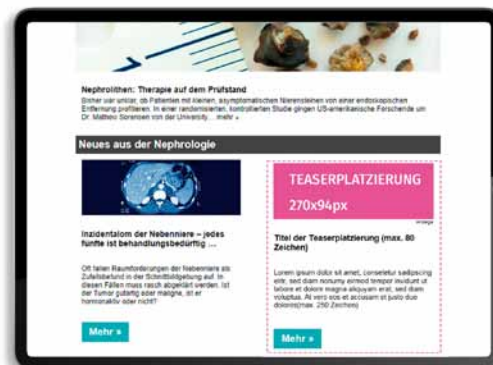 Nephrolithen: Therapie auf dem Prüfstand
Bisher war unklar, ob Patienten mit kleinen, asymptomatischen Nierensteinen von einer endoskopischen
Entfernung profitieren. In einer randomisierten, kontrollierten Studie gingen US-amerikanische Forschende um
Dr. Mathew Sorensen von der University... mehr »
Neues aus der Nephrologie
Inzidentalom der Nebenniere – jedes
fünfte ist behandlungsbedürftig ...
Oft fallen Raumforderungen der Nebenniere als
Zufallsbefund in der Schnittbildgebung auf. In
diesen Fällen muss rasch abgeklärt werden: Ist
der Tumor gutartig oder maligne, ist er
hormonaktiv oder nicht?
Mehr »
TEASERPLATZIERUNG
270x94px
Anzeige
Titel der Teaserplatzierung (max. 80
Zeichen)
Lorem ipsum dolor sit amet, consetetur sadipscing
elitr, sed diam nonumy eirmod tempor invidunt ut
labore et dolore magna aliquyam erat, sed diam
voluptua. At vero eos et accusam et justo duo
dolores(max. 250 Zeichen)
Mehr »